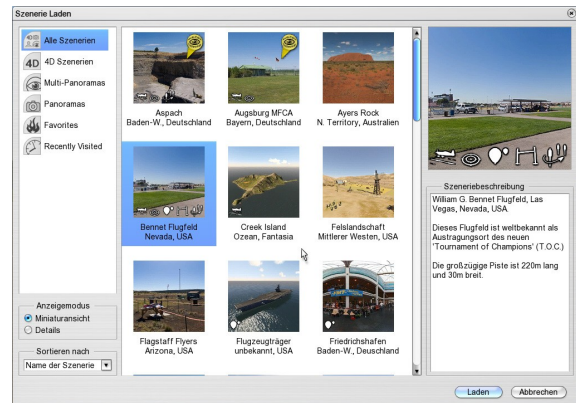 Szenerie Laden
Alle Szenerien
4D
4D Szenerien
Multi-Panoramas
Panoramas
Favorites
Recently Visited
Anzeigemodus
Miniaturansicht
Details
Sortieren nach
Name der Szenerie
Aspach
Baden-W., Deutschland
Augsburg MFCA
Bayern, Deutschland
Ayers Rock
N. Territory, Australien
Bennet Flugfeld
Nevada, USA
Creek Island
Ozean, Fantasia
Felslandschaft
Mittlerer Westen, USA
Flagstaff Flyers
Arizona, USA
Flugzeugträger
unbekannt, USA
Friedrichshafen
Baden-W., Deuschland
H
Szeneriebeschreibung
William G. Bennet Flugfeld, Las
Vegas, Nevada, USA
Dieses Flugfeld ist weltbekannt als
Austragungsort des neuen
'Tournament of Champions' (T.O.C.)
Die großzügige Piste ist 220m lang
und 30m breit.
Laden
Abbrechen